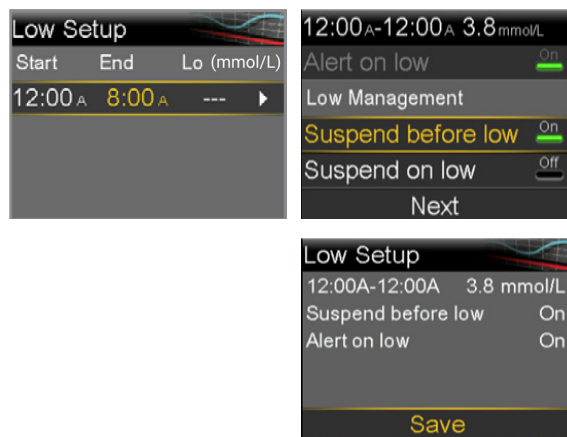 Low Setup
Start End Lo (mmol/L)
12:00 A 8:00 A ---
12:00 A-12:00 A 3.8 mmol/L
Alert on low On
Low Management
Suspend before low On
Suspend on low Off
Next
Low Setup
12:00A-12:00A 3.8 mmol/L
Suspend before low On
Alert on low On
Save